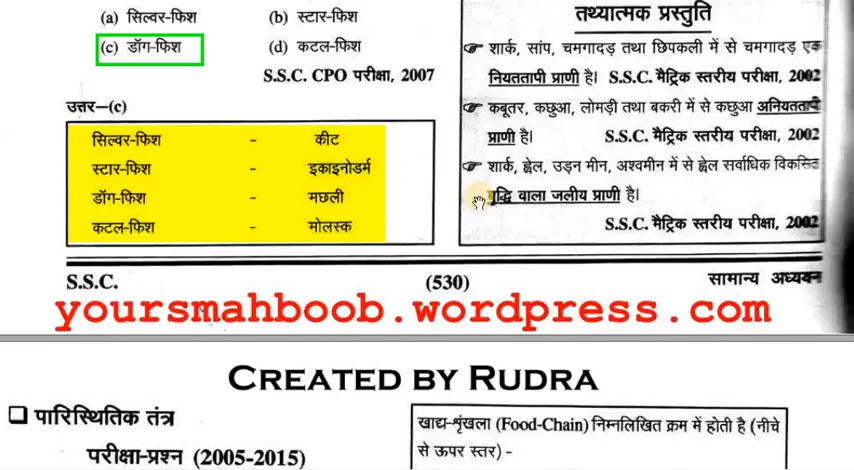 (a) सिल्वर-फिश (b) स्टार-फिश
(c) डॉग-फिश (d) कटल-फिश
S.S.C. CPO परीक्षा, 2007
उत्तर–(c)
सिल्वर-फिश - कीट
स्टार-फिश - इकाइनोडर्म
डॉग-फिश - मछली
कटल-फिश - मोलस्क
तथ्यात्मक प्रस्तुति
☞ शार्क, सांप, चमगादड़ तथा छिपकली में से चमगादड़ एक
नियततापी प्राणी है। S.S.C. मैट्रिक स्तरीय परीक्षा, 2002
☞ कबूतर, कछुआ, लोमड़ी तथा बकरी में से कछुआ अनियततापी
प्राणी है। S.S.C. मैट्रिक स्तरीय परीक्षा, 2002
☞ शार्क, ह्वेल, उड़न मीन, अश्वमीन में से ह्वेल सर्वाधिक विकसित
वृद्धि वाला जलीय प्राणी है।
S.S.C. मैट्रिक स्तरीय परीक्षा, 2002
S.S.C. (530) सामान्य अध्ययन
yoursmahboob.wordpress.com
CREATED BY RUDRA
❑ पारिस्थितिक तंत्र
परीक्षा-प्रश्न (2005-2015)
खाद्य-शृंखला (Food-Chain) निम्नलिखित क्रम में होती है (नीचे
से ऊपर स्तर) -